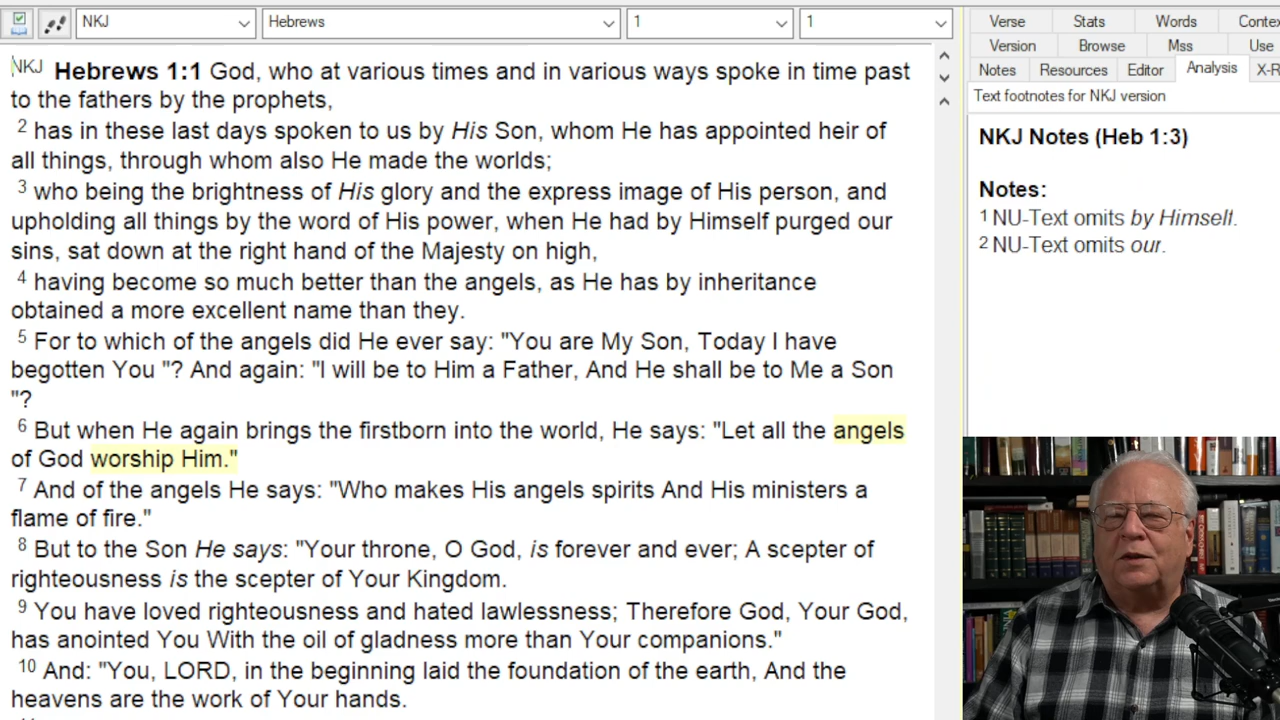 NKJ Hebrews 1 1
NKJ Hebrews 1:1 God, who at various times and in various ways spoke in time past
to the fathers by the prophets,
2 has in these last days spoken to us by His Son, whom He has appointed heir of
all things, through whom also He made the worlds;
3 who being the brightness of His glory and the express image of His person, and
upholding all things by the word of His power, when He had by Himself purged our
sins, sat down at the right hand of the Majesty on high,
4 having become so much better than the angels, as He has by inheritance
obtained a more excellent name than they.
5 For to which of the angels did He ever say: "You are My Son, Today I have
begotten You "? And again: "I will be to Him a Father, And He shall be to Me a Son
"?
6 But when He again brings the firstborn into the world, He says: "Let all the angels
of God worship Him."
7 And of the angels He says: "Who makes His angels spirits And His ministers a
flame of fire."
8 But to the Son He says: "Your throne, O God, is forever and ever; A scepter of
righteousness is the scepter of Your Kingdom.
9 You have loved righteousness and hated lawlessness; Therefore God, Your God,
has anointed You With the oil of gladness more than Your companions."
10 And: "You, LORD, in the beginning laid the foundation of the earth, And the
heavens are the work of Your hands.
Verse Stats Words Contex
Version Browse Mss Use
Notes Resources Editor Analysis X-R
Text footnotes for NKJ version
NKJ Notes (Heb 1:3)
Notes:
1 NU-Text omits by Himself.
2 NU-Text omits our.